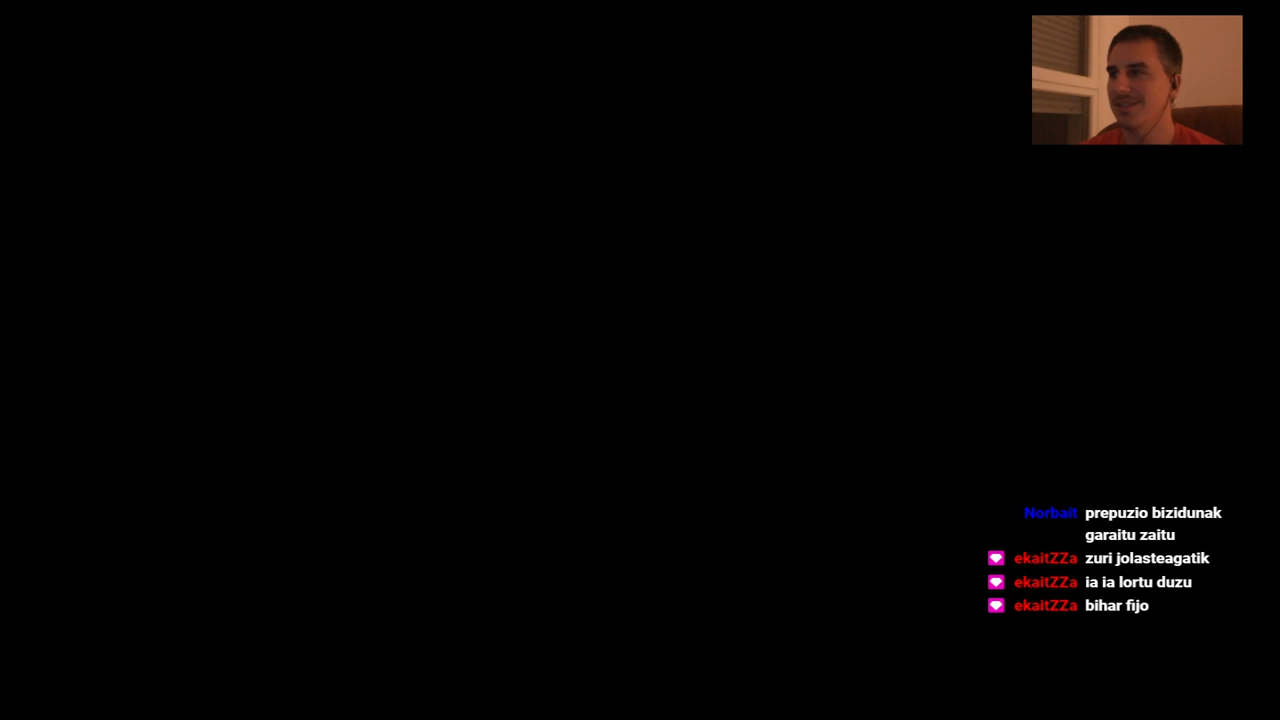 Norbait prepuzio bizidunak
garaitu zaitu
ekaitZZa zuri jolasteagatik
ekaitZZa ia ia lortu duzu
ekaitZZa bihar fijo